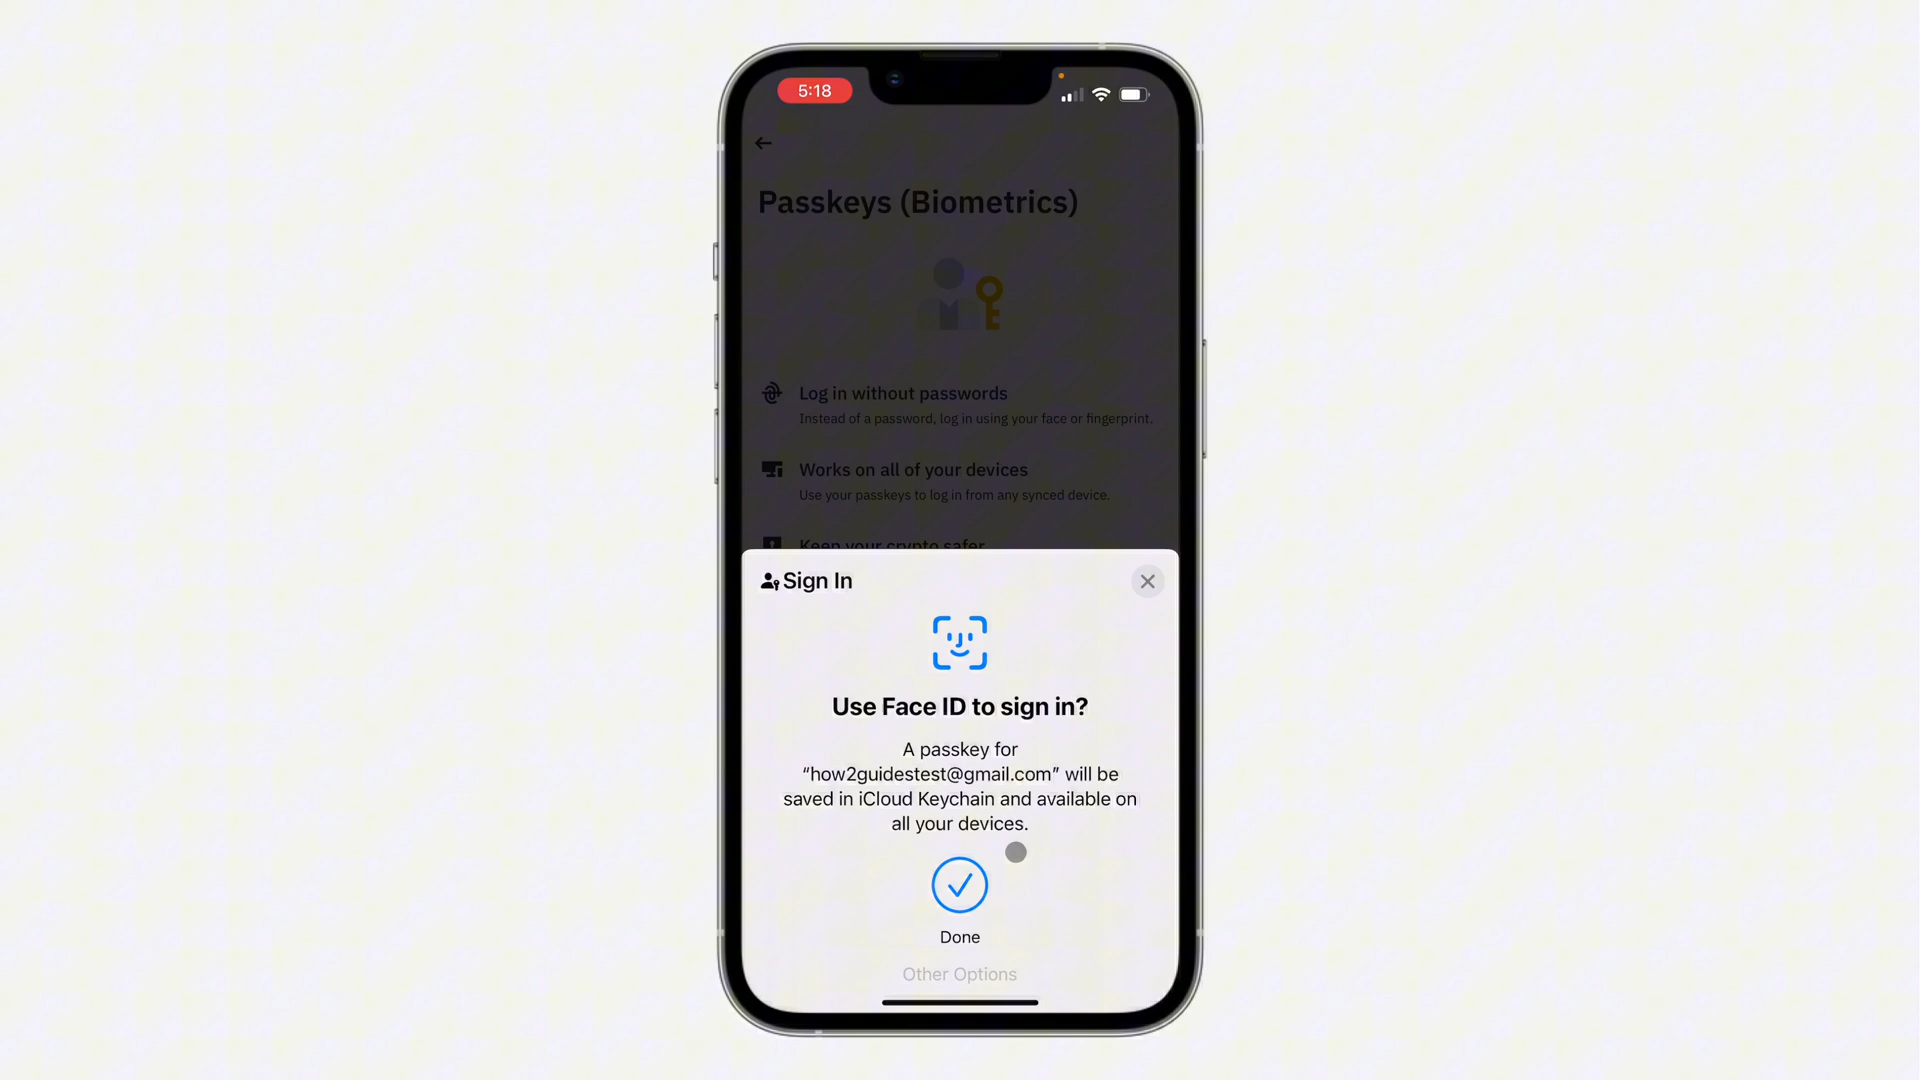 5:18
Passkeys (Biometrics)
Log in without passwords
Instead of a password, log in using your face or fingerprint.
Works on all of your devices
Use your passkeys to log in from any synced device.
Keep your crypto safer
Sign In
Use Face ID to sign in?
A passkey for
“how2guidestest@gmail.com” will be
saved in iCloud Keychain and available on
all your devices.
Done
Other Options